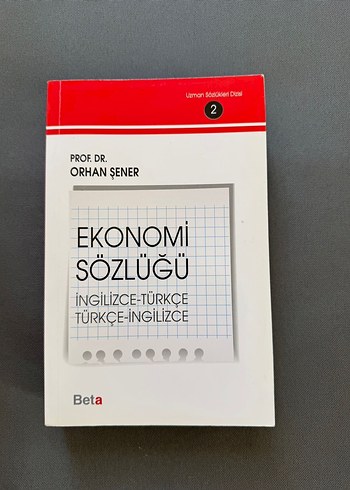 Uzman Sözlükleri Dizisi
2
PROF. DR.
ORHAN ŞENER
EKONOMİ
SÖZLÜĞÜ
İNGİLİZCE-TÜRKÇE
TÜRKÇE-İNGİLİZCE
Beta